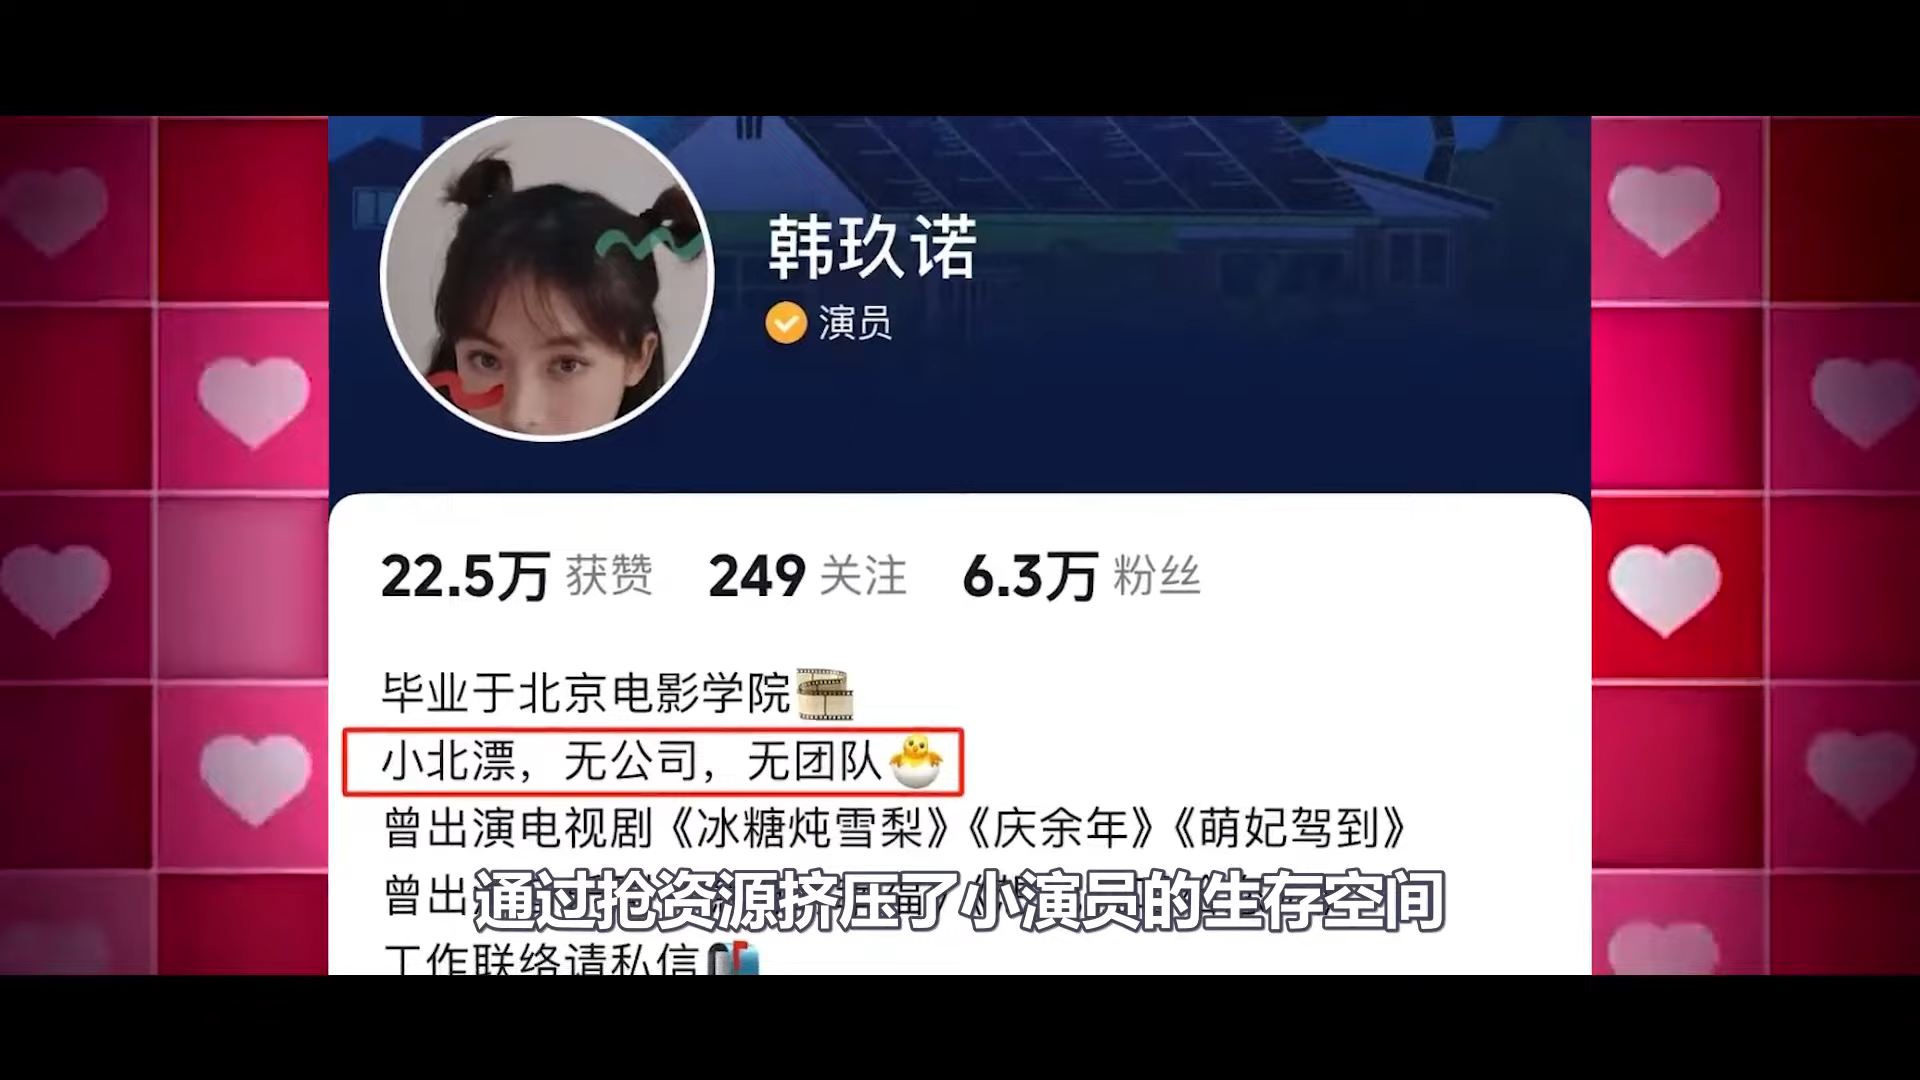 韩玖诺
演员
22.5万 获赞 249 关注 6.3万 粉丝
毕业于北京电影学院
小北漂，无公司，无团队
曾出演电视剧《冰糖炖雪梨》《庆余年》《萌妃驾到》
曾出
通过抢资源挤压了小演员的生存空间
工作联络请私信